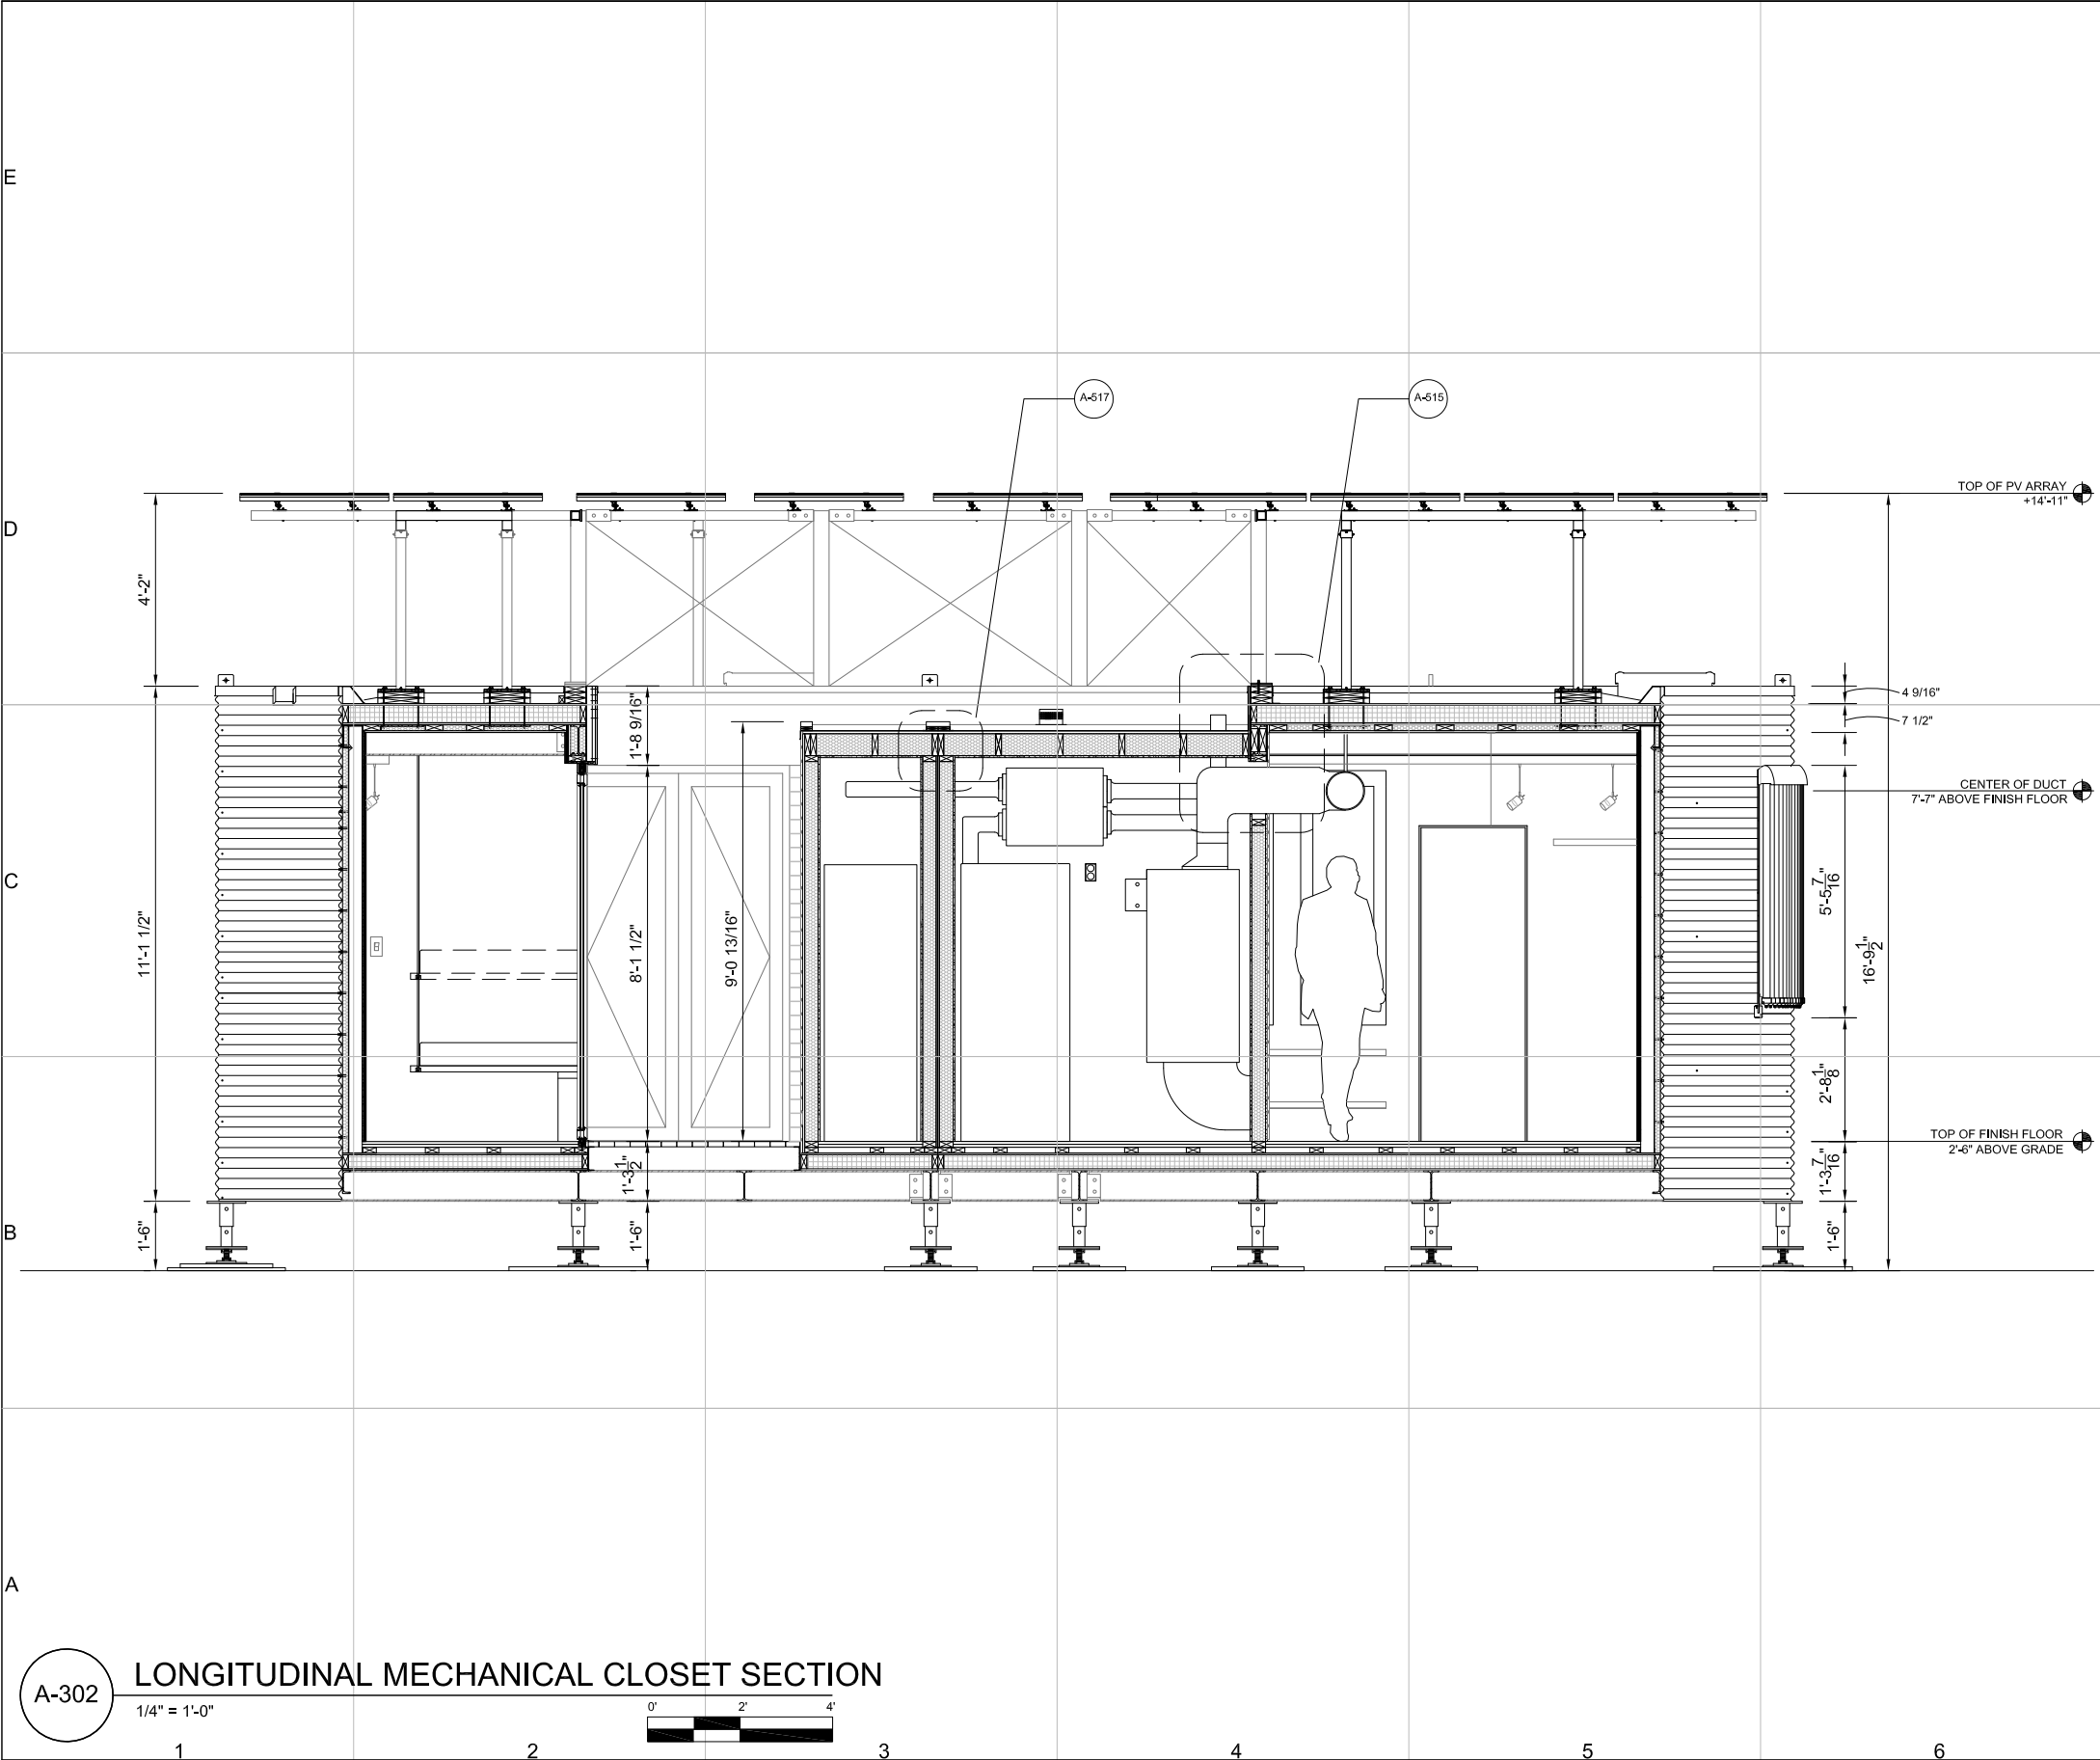 E
A-517
A-515
TOP OF PV ARRAY
+14'-11"
D
4'-2"
4 9/16"
7 1/2"
1'-8 9/16"
CENTER OF DUCT
7'-7" ABOVE FINISH FLOOR
C
11'-1 1/2"
8'-1 1/2"
9'-0 13/16"
5'-5 7/16"
16'-9 1/2"
2'-8 1/8"
TOP OF FINISH FLOOR
2'-6" ABOVE GRADE
1'-3 1/2"
1'-3 7/16"
B
1'-6"
1'-6"
1'-6"
A
A-302
LONGITUDINAL MECHANICAL CLOSET SECTION
1/4" = 1'-0"
0' 2' 4'
1 2 3 4 5 6